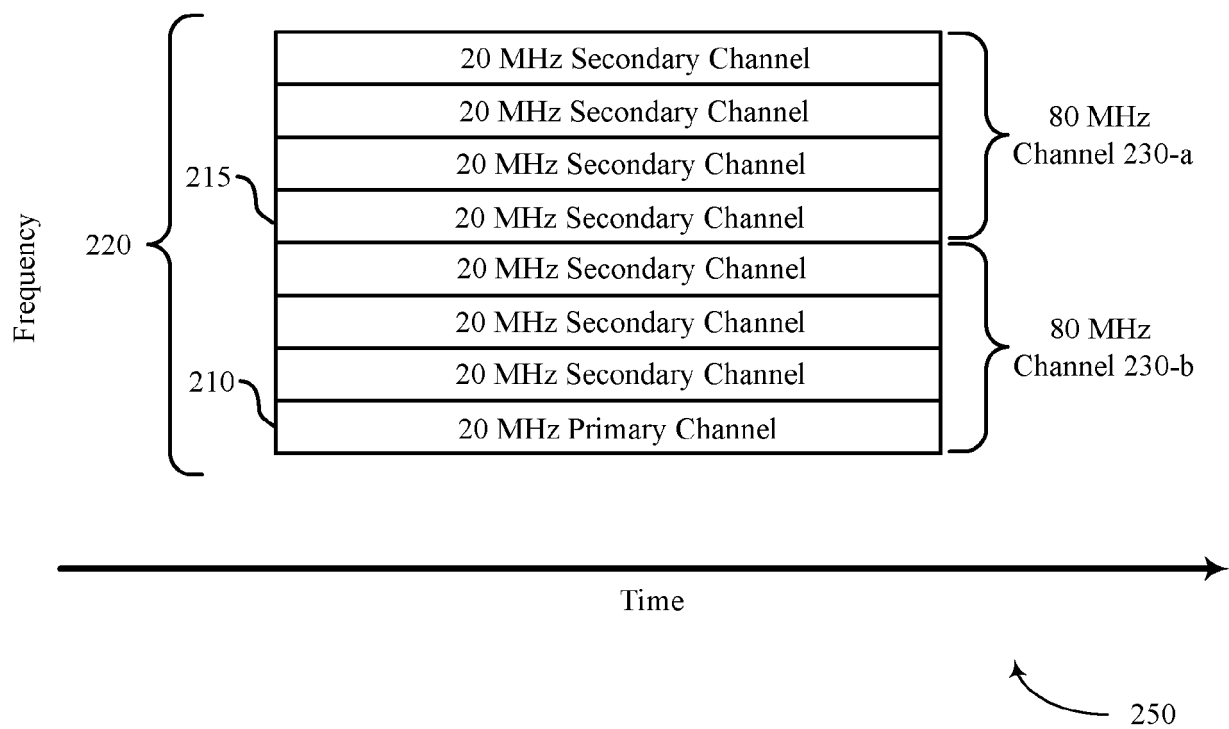 20 MHz Secondary Channel
20 MHz Secondary Channel
80 MHz
Channel 230-a
20 MHz Secondary Channel
215
20 MHz Secondary Channel
Frequency
220
20 MHz Secondary Channel
20 MHz Secondary Channel
80 MHz
Channel 230-b
20 MHz Secondary Channel
210
20 MHz Primary Channel
Time
250